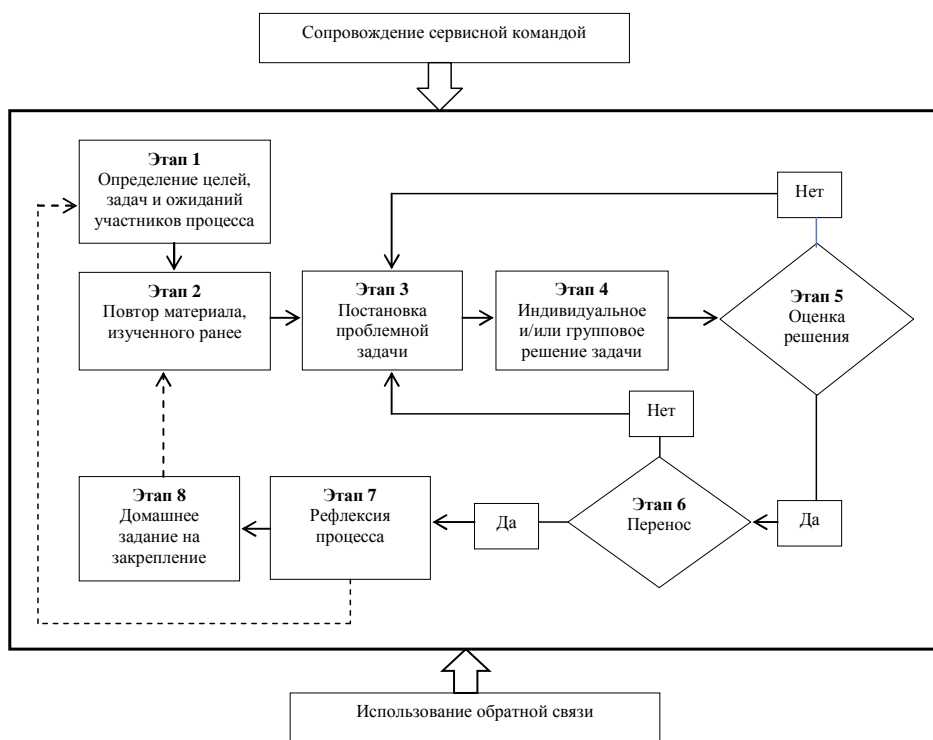 Сопровождение сервисной командой
Этап 1
Определение целей,
задач и ожиданий
участников процесса
Нет
Этап 2
Повтор материала,
изученного ранее
Этап 3
Постановка
проблемной
задачи
Этап 4
Индивидуальное
и/или групповое
решение задачи
Этап 5
Оценка
решения
Нет
Этап 8
Домашнее
задание на
закрепление
Этап 7
Рефлексия
процесса
Да
Этап 6
Перенос
Да
Использование обратной связи